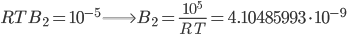 RTB₂ = 10⁻⁵ ⟹ B₂ = 10⁵ / RT = 4.10485993 · 10⁻⁹